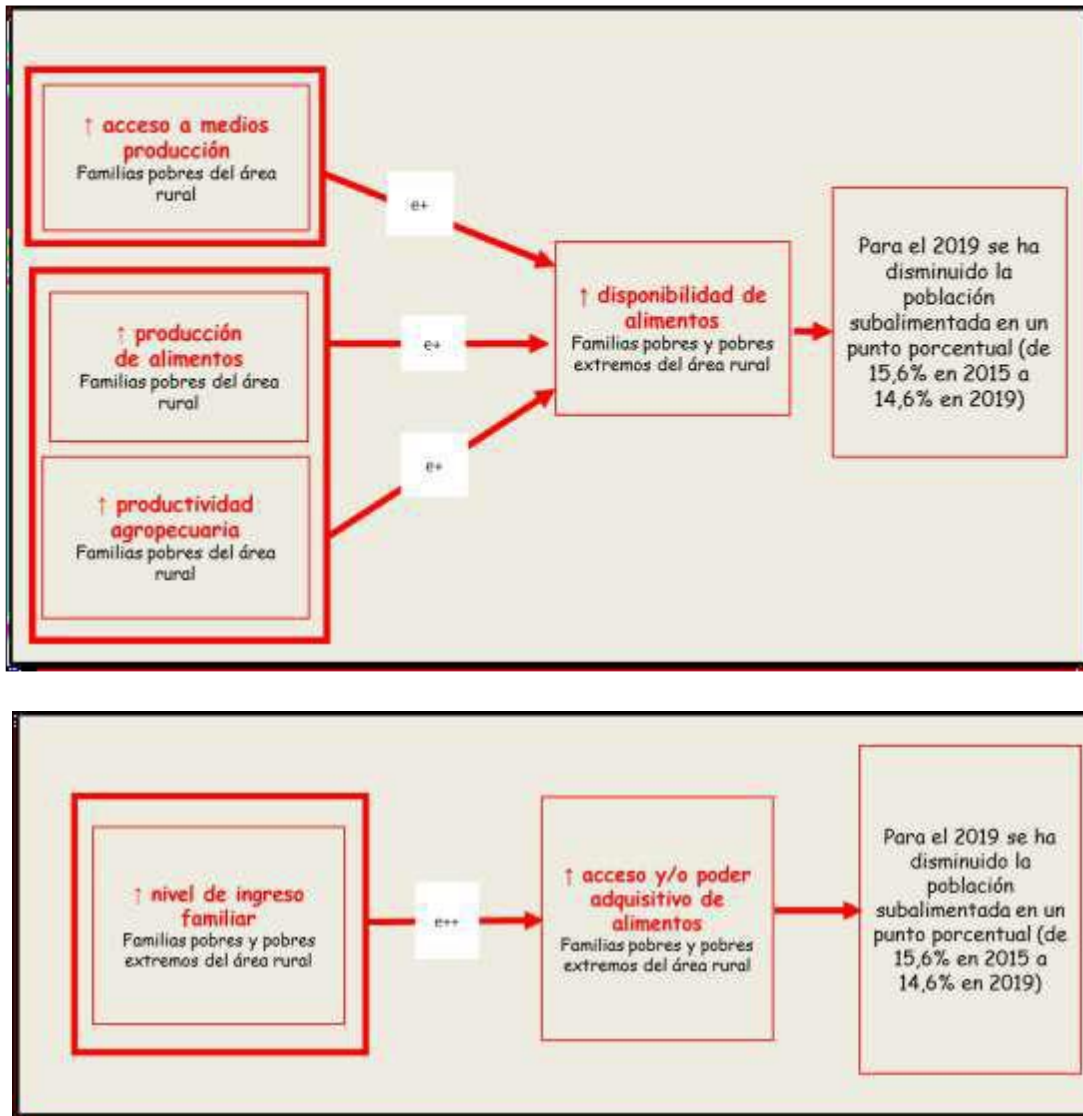 ↑ acceso a medios
producción
Familias pobres del área
rural
e+
↑ producción
de alimentos
Familias pobres del área
rural
e+
↑ productividad
agropecuaria
Familias pobres del área
rural
e+
↑ disponibilidad de
alimentos
Familias pobres y pobres
extremos del área rural
Para el 2019 se ha
disminuido la
población
subalimentada en un
punto porcentual (de
15,6% en 2015 a
14,6% en 2019)
↑ nivel de ingreso
familiar
Familias pobres y pobres
extremos del área rural
e++
↑ acceso y/o poder
adquisitivo de
alimentos
Familias pobres y pobres
extremos del área rural
Para el 2019 se ha
disminuido la
población
subalimentada en un
punto porcentual (de
15,6% en 2015 a
14,6% en 2019)